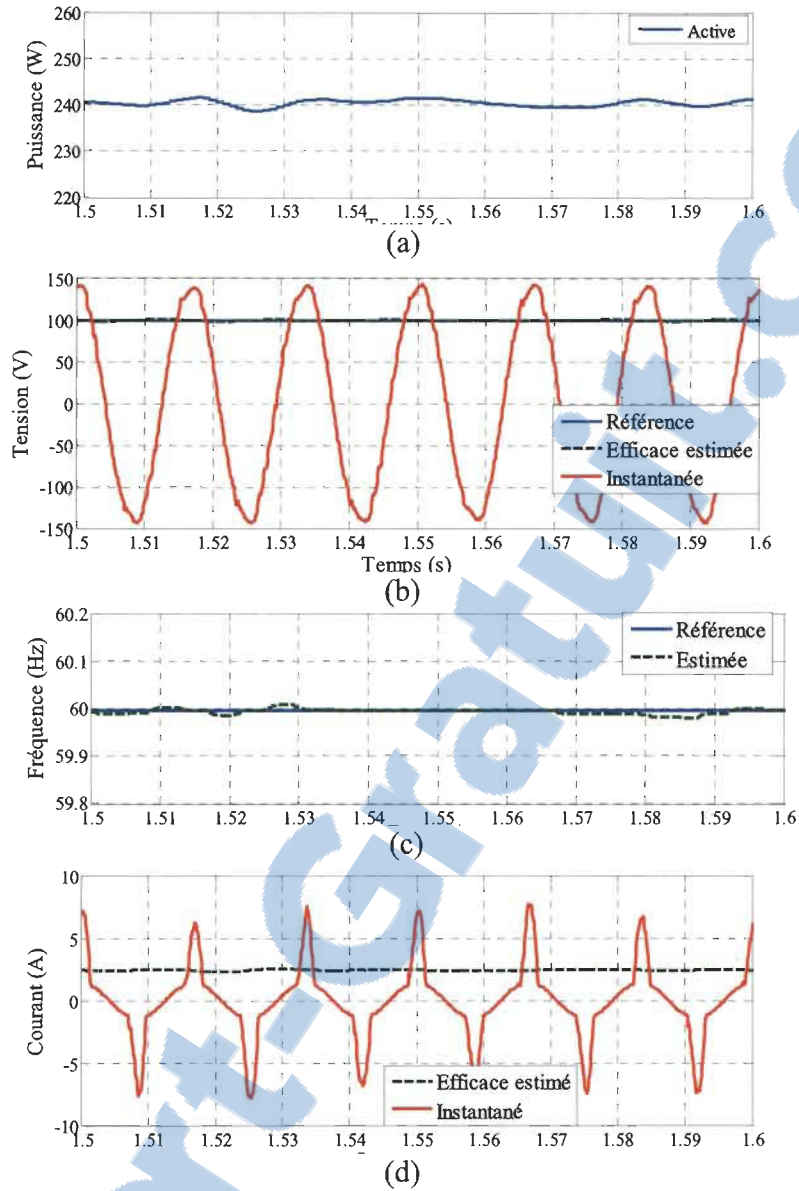 260
250
240
230
220
Puissance (W)
Active
1.5 1.51 1.52 1.53 1.54 1.55 1.56 1.57 1.58 1.59 1.6
(a)
150
100
50
0
-50
-100
-150
Tension (V)
Référence
Efficace estimée
Instantanée
1.5 1.51 1.52 1.53 1.54 1.55 1.56 1.57 1.58 1.59 1.6
Temps (s)
(b)
60.2
60.1
60
59.9
59.8
Fréquence (Hz)
Référence
Estimée
1.5 1.51 1.52 1.53 1.54 1.55 1.56 1.57 1.58 1.59 1.6
(c)
10
5
0
-5
-10
Courant (A)
Efficace estimé
Instantané
1.5 1.51 1.52 1.53 1.54 1.55 1.56 1.57 1.58 1.59 1.6
(d)